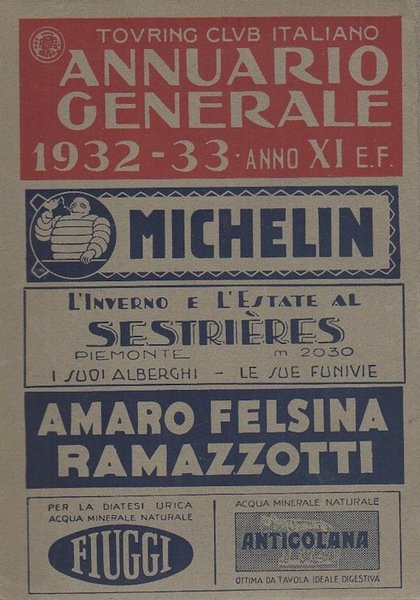 TOVRING CLVB ITALIANO
ANNUARIO
GENERALE
1932-33·ANNO XI E.F.
MICHELIN
L'INVERNO E L'ESTATE AL
SESTRIÈRES
PIEMONTE m 2030
I SUOI ALBERGHI - LE SUE FUNIVIE
AMARO FELSINA
RAMAZZOTTI
PER LA DIATESI URICA
ACQUA MINERALE NATURALE
FIUGGI
ACQUA MINERALE NATURALE
ANTICOLANA
OTTIMA DA TAVOLA IDEALE DIGESTIVA